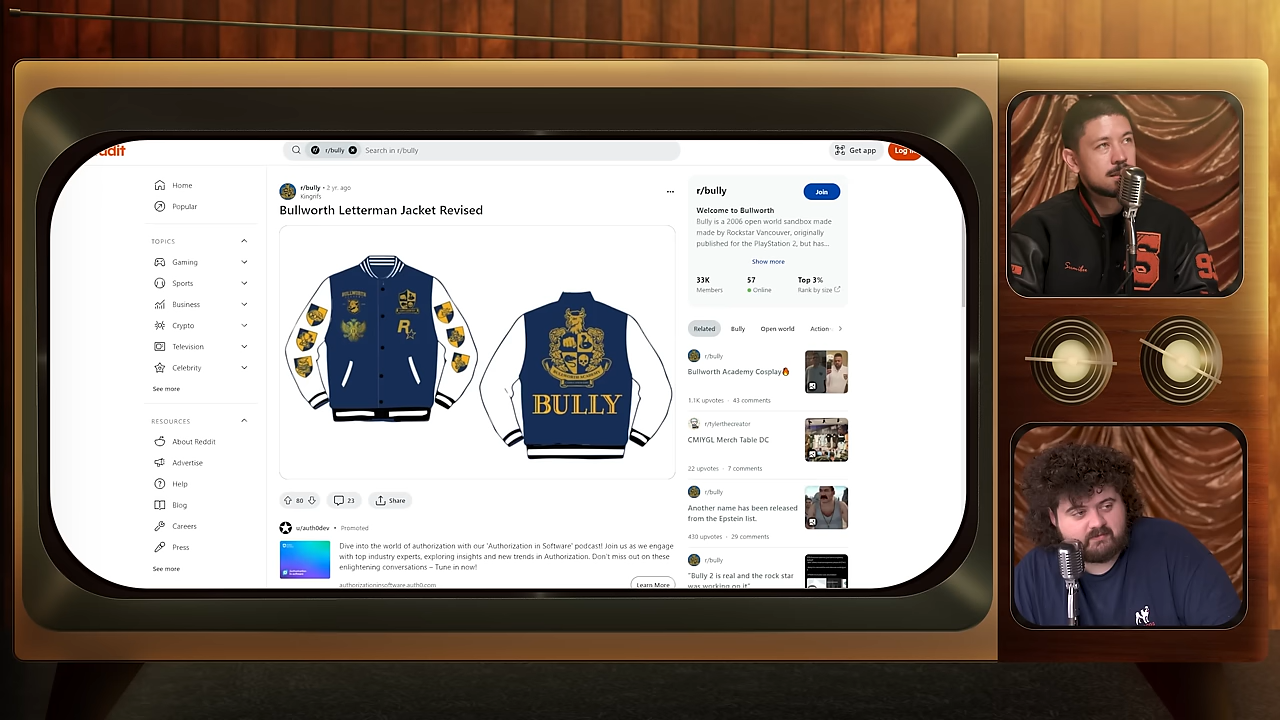 r/bully
Search in r/bully
Get app
Home
Popular
TOPICS
Gaming
Sports
Business
Crypto
Television
Celebrity
See more
RESOURCES
About Reddit
Advertise
Help
Blog
Careers
Press
See more
r/bully • 2 yr. ago
Kingnfs
Bullworth Letterman Jacket Revised
BULLWORTH
R
BULLY
80
23
Share
u/auth0dev • Promoted
Dive into the world of authorization with our 'Authorization in Software' podcast! Join us as we engage
with top industry experts, exploring insights and new trends in Authorization. Don't miss out on these
enlightening conversations – Tune in now!
authorizationinsoftware.auth0.com
Learn More
r/bully
Join
Welcome to Bullworth
Bully is a 2006 open world sandbox made
made by Rockstar Vancouver, originally
published for the PlayStation 2, but has...
Show more
33K
57
Top 3%
Members
Online
Rank by size
Related
Bully
Open world
Action
r/bully
Bullworth Academy Cosplay🔥
1.1K upvotes · 43 comments
r/tylerthecreator
CMIYGL Merch Table DC
22 upvotes · 7 comments
r/bully
Another name has been released
from the Epstein list.
430 upvotes · 29 comments
r/bully
"Bully 2 is real and the rock star
was working on it"
S